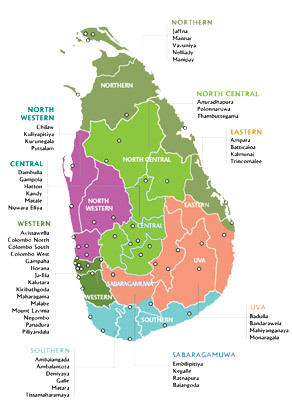 NORTHERN
Jaffna
Mannar
Vavuniya
Nelliady
Manipay
NORTHERN
NORTH CENTRAL
Anuradhapura
Polonnaruwa
Thambuttegama
NORTH
WESTERN
Chilaw
Kuliyapitiya
Kurunegala
Puttalam
EASTERN
Ampara
Batticaloa
Kalmunai
Trincomalee
NORTH CENTRAL
CENTRAL
Dambulla
Gampola
Hatton
Kandy
Matale
Nuwara Eliya
NORTH
WESTERN
EASTERN
WESTERN
Avissawella
Colombo North
Colombo South
Colombo West
Gampaha
Horana
Ja-Ela
Kalutara
Kiribathgoda
Maharagama
Malabe
Mount Lavinia
Negombo
Panadura
Piliyandala
CENTRAL
UVA
SABARAGAMUWA
WESTERN
SOUTHERN
UVA
Badulla
Bandarawela
Mahiyanganaya
Monaragala
SOUTHERN
Ambalangoda
Ambalantota
Deniyaya
Galle
Matara
Tissamaharamaya
SABARAGAMUWA
Embilipitiya
Kegalle
Ratnapura
Balangoda